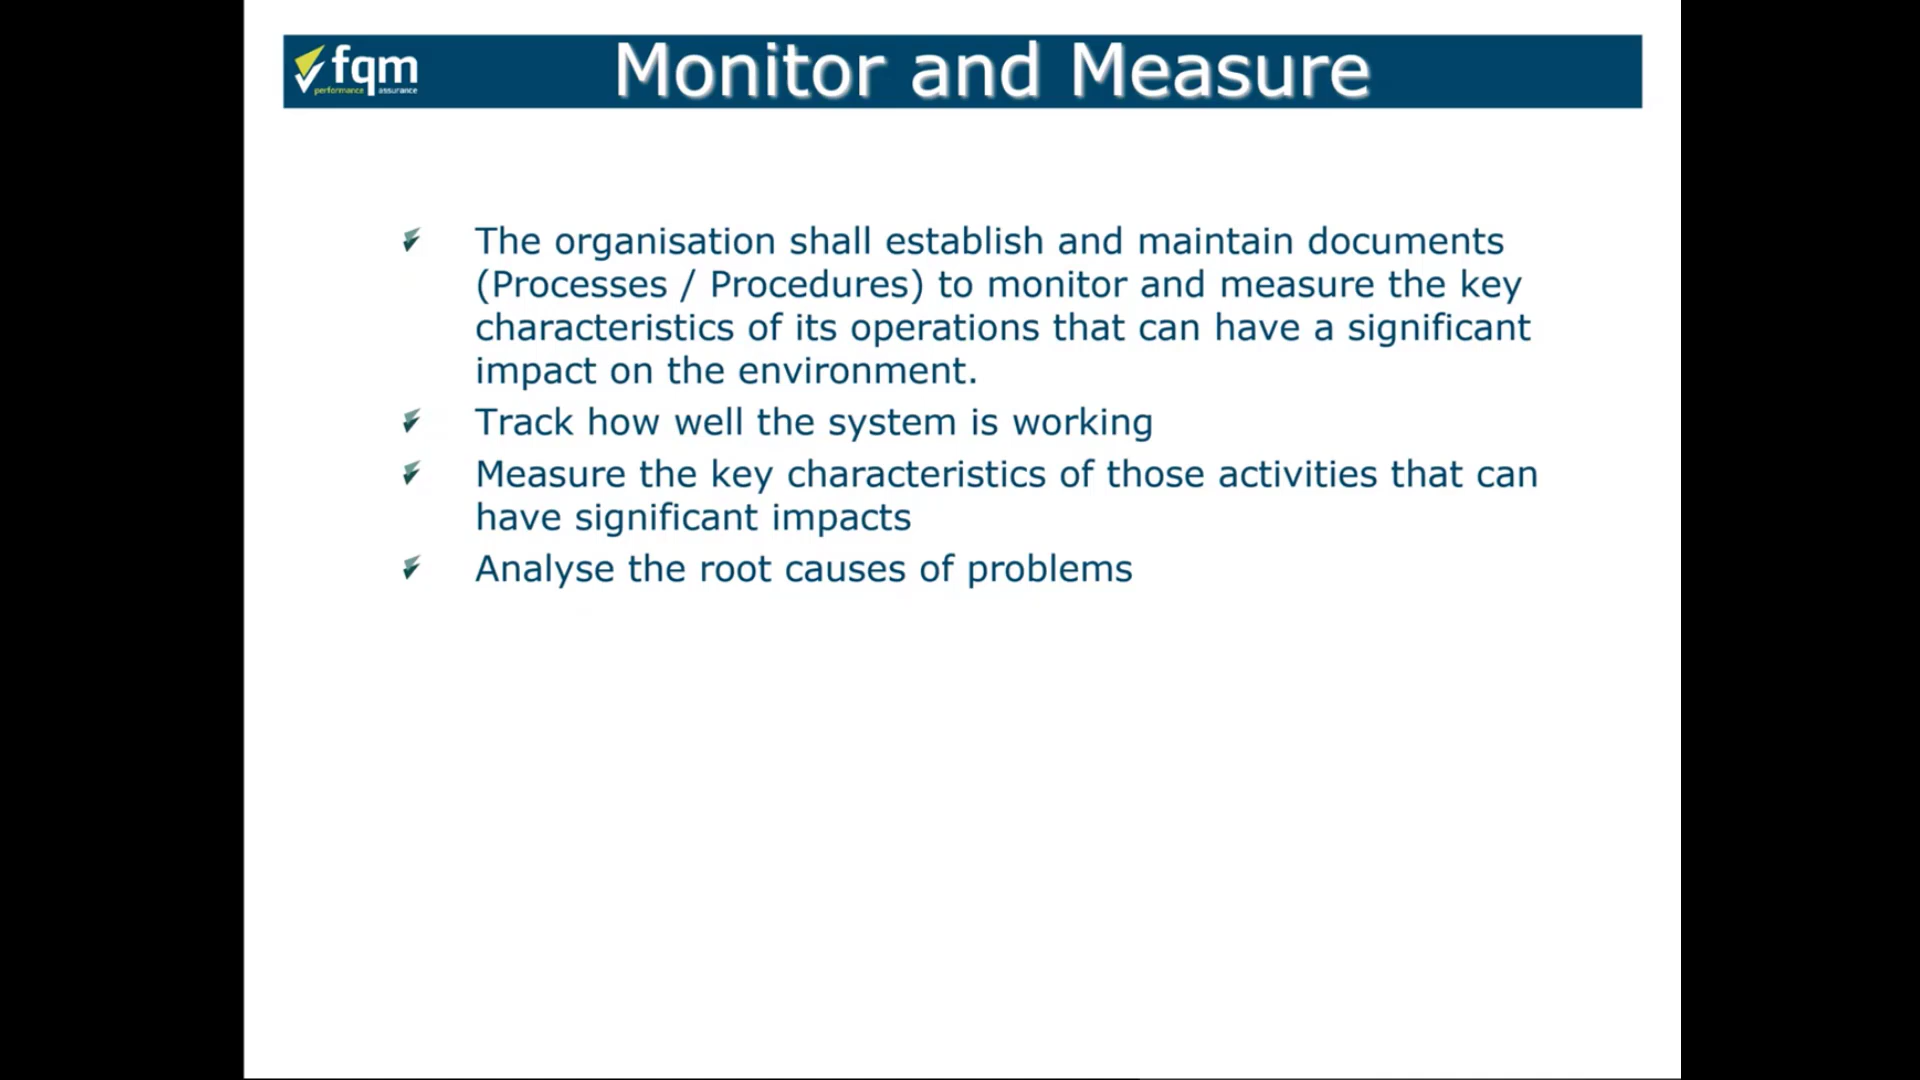 fqm
performance assurance
Monitor and Measure
The organisation shall establish and maintain documents
(Processes / Procedures) to monitor and measure the key
characteristics of its operations that can have a significant
impact on the environment.
Track how well the system is working
Measure the key characteristics of those activities that can
have significant impacts
Analyse the root causes of problems